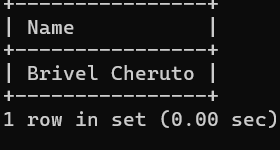 +----------------+
| Name           |
+----------------+
| Brivel Cheruto |
+----------------+
1 row in set (0.00 sec)